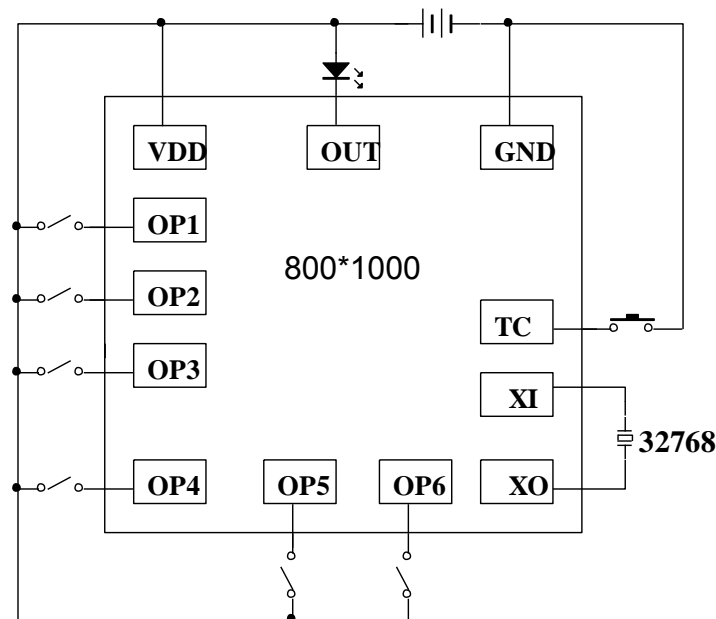 VDD OUT GND
OP1
800*1000
OP2
TC
OP3
XI
32768
OP4 OP5 OP6 XO